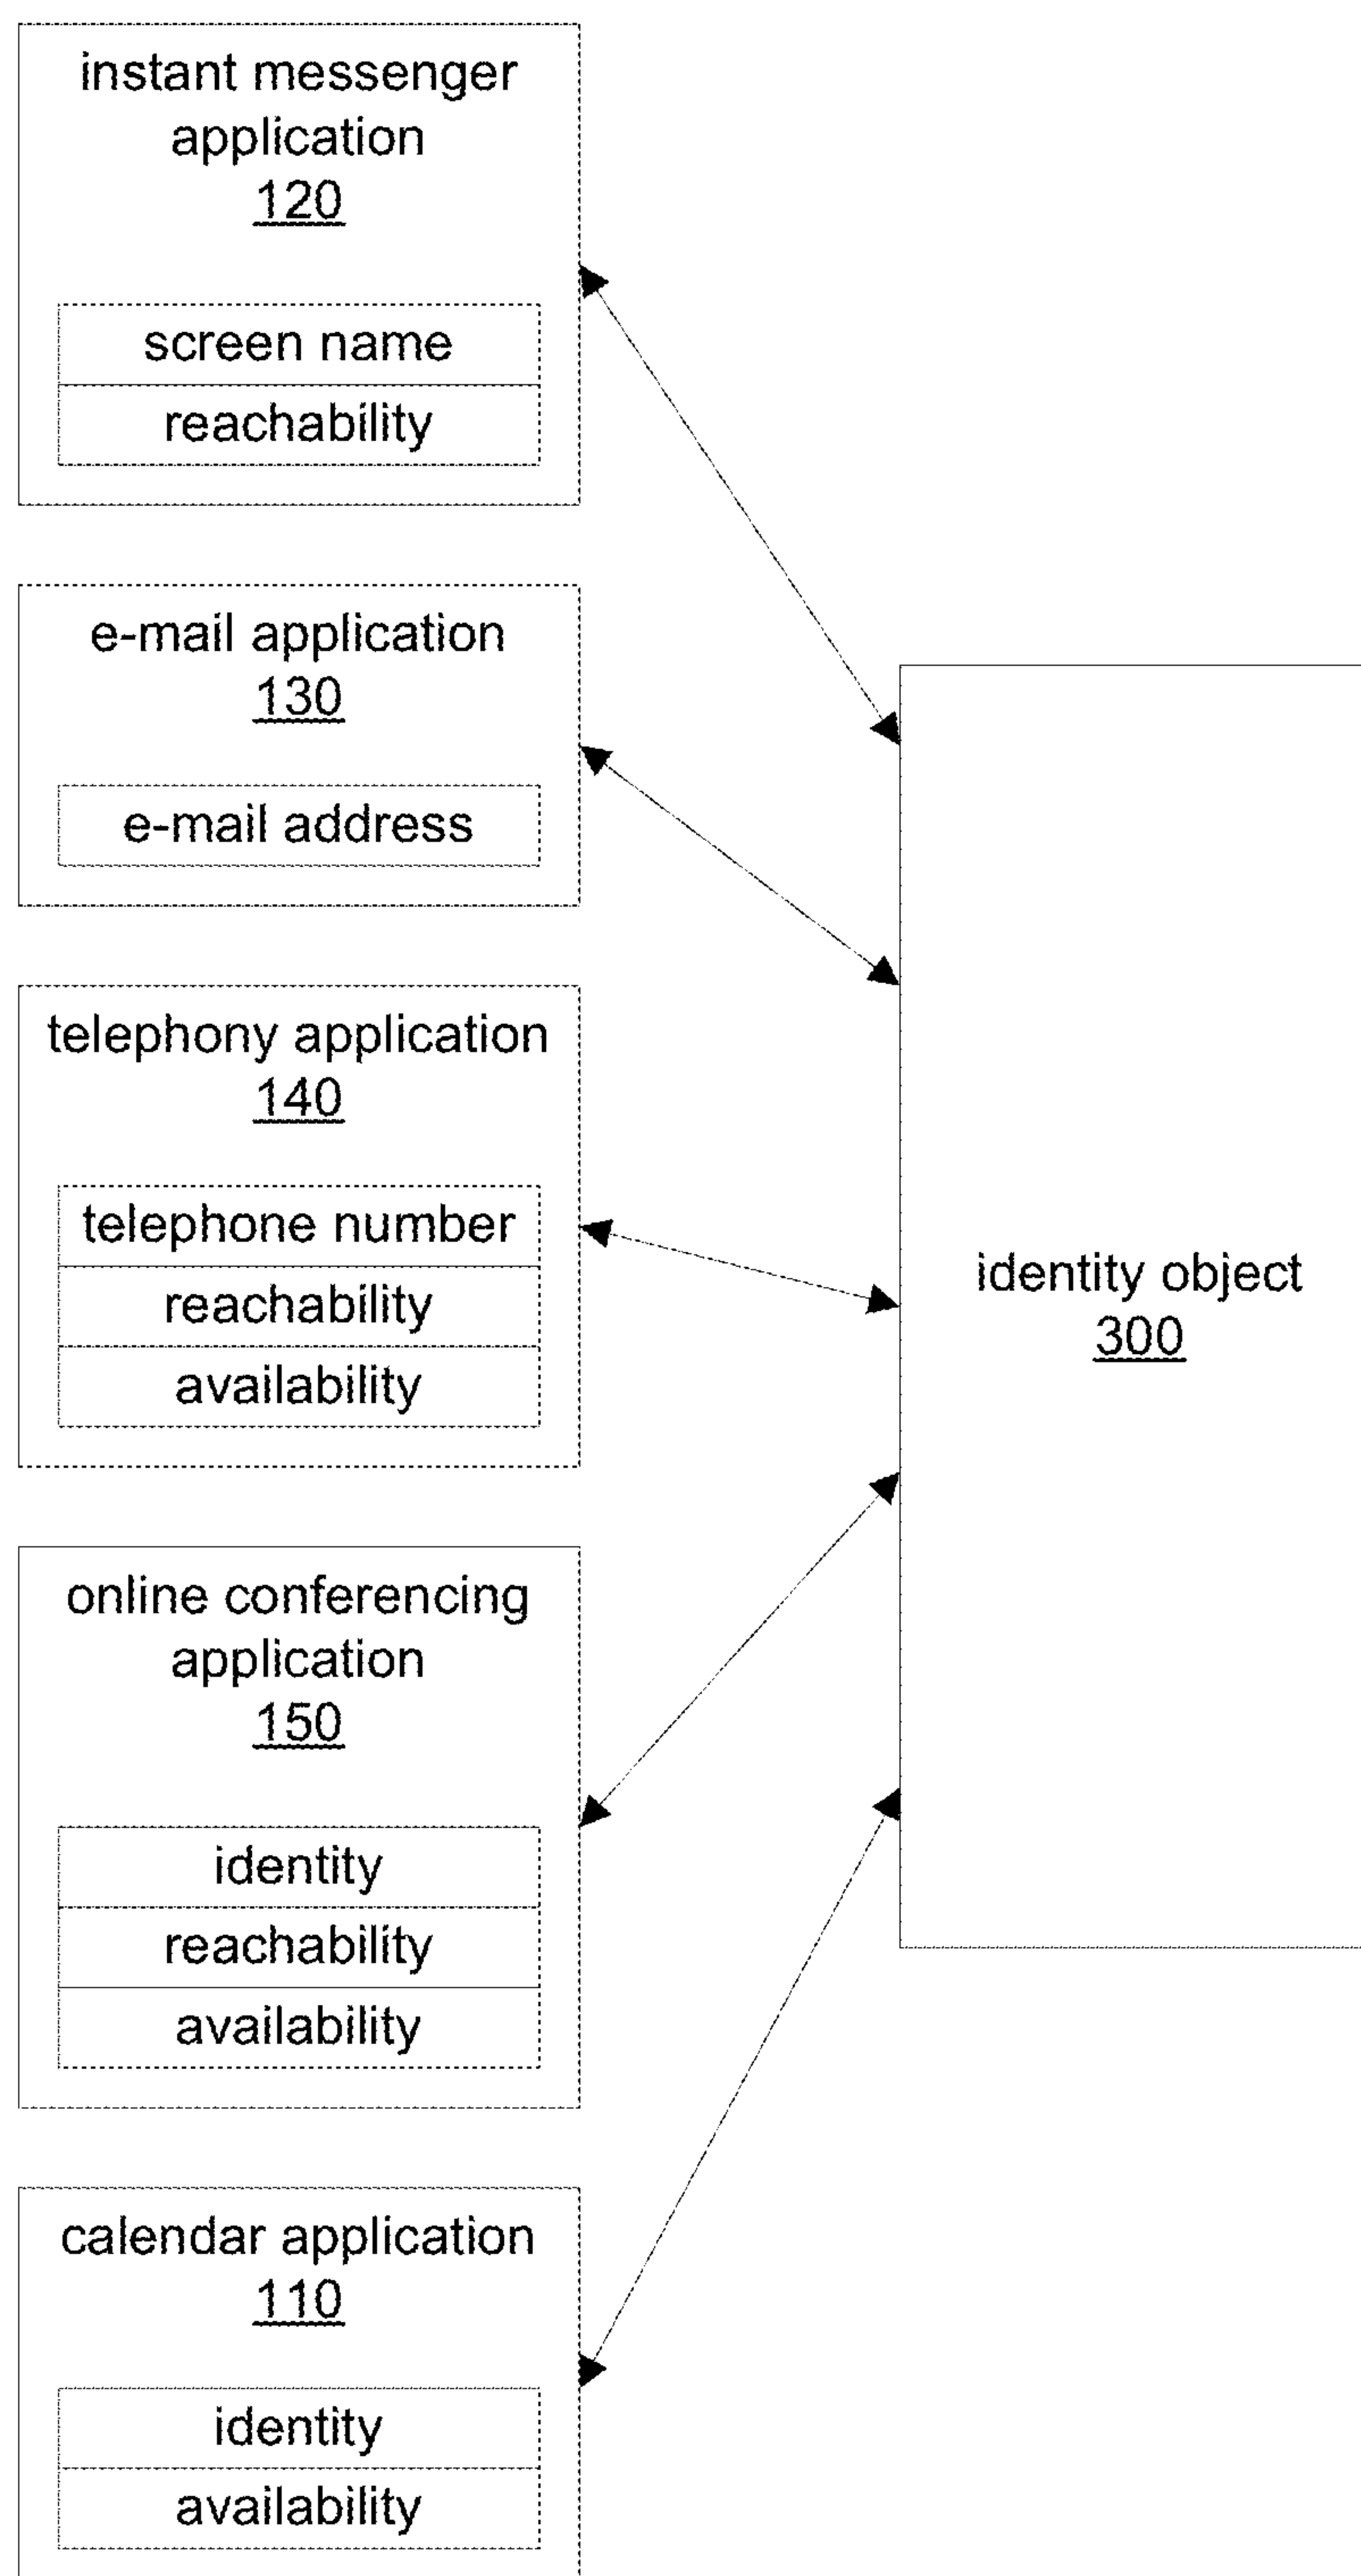 instant messenger
application
120
screen name
reachability
e-mail application
130
e-mail address
telephony application
140
telephone number
reachability
availability
online conferencing
application
150
identity
reachability
availability
calendar application
110
identity
availability
identity object
300